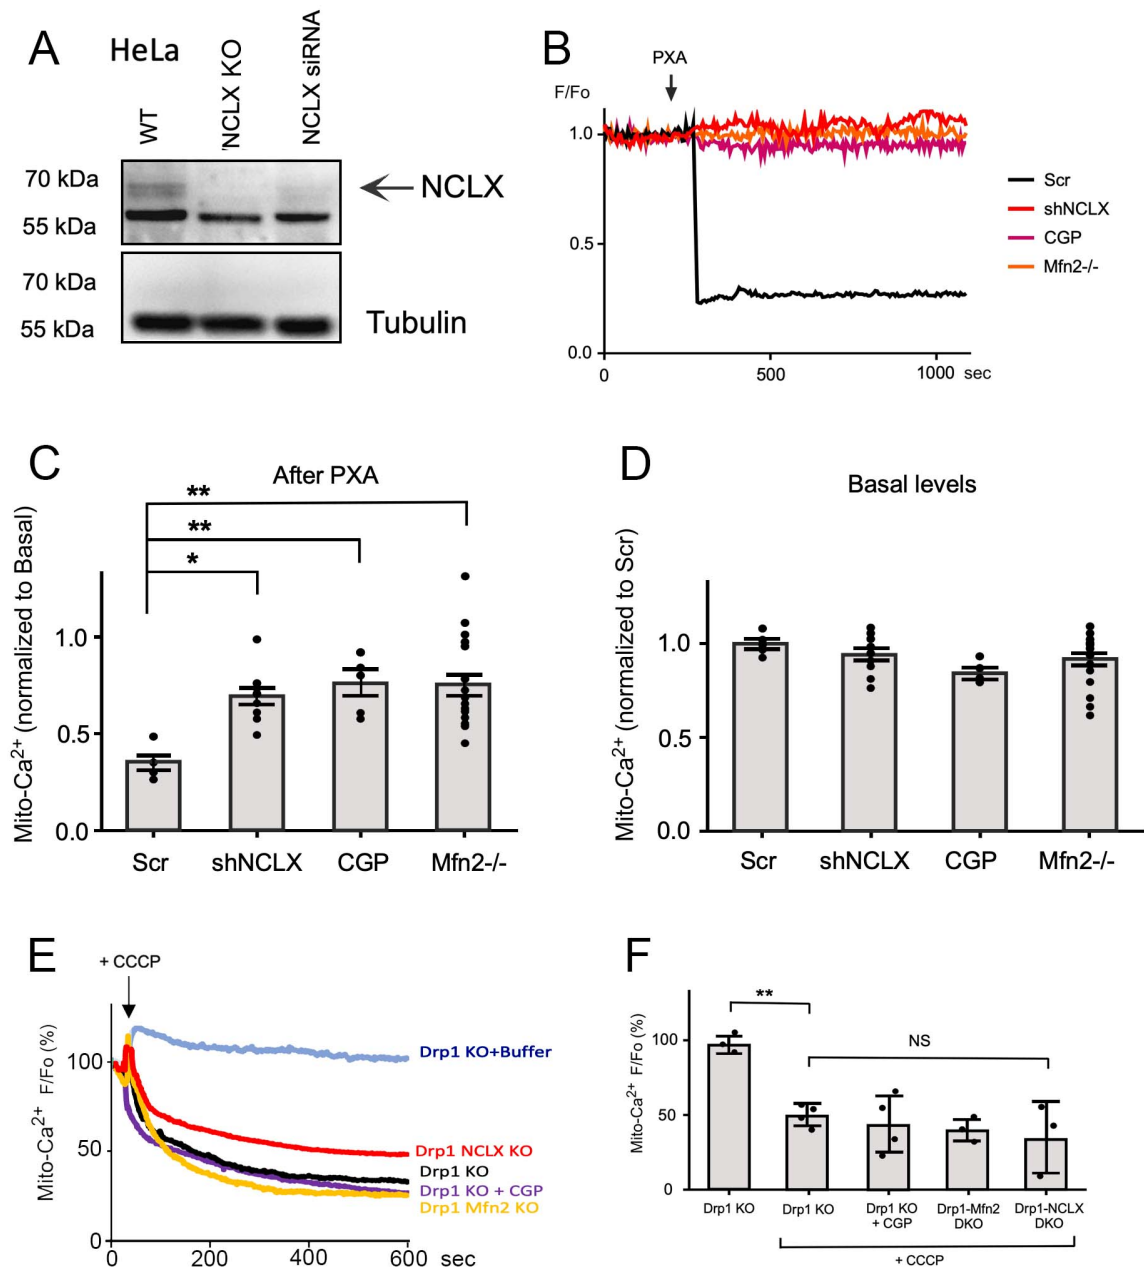 A
HeLa
WT
'NCLX KO
NCLX siRNA
70 kDa
55 kDa
NCLX
70 kDa
55 kDa
Tubulin
B
PXA
F/Fo
1.0
0.5
0.0
0
500
1000 sec
Scr
shNCLX
CGP
Mfn2-/-
C
After PXA
**
**
*
Mito-Ca²⁺ (normalized to Basal)
1.0
0.5
0.0
Scr
shNCLX
CGP
Mfn2-/-
D
Basal levels
Mito-Ca²⁺ (normalized to Scr)
1.0
0.5
0.0
Scr
shNCLX
CGP
Mfn2-/-
E
+ CCCP
Mito-Ca²⁺ F/Fo (%)
100
50
0
0
200
400
600
sec
Drp1 KO+Buffer
Drp1 NCLX KO
Drp1 KO
Drp1 KO + CGP
Drp1 Mfn2 KO
F
Mito-Ca²⁺ F/Fo (%)
100
50
0
**
NS
Drp1 KO
Drp1 KO
Drp1 KO
+ CGP
Drp1-Mfn2
DKO
Drp1-NCLX
DKO
+ CCCP